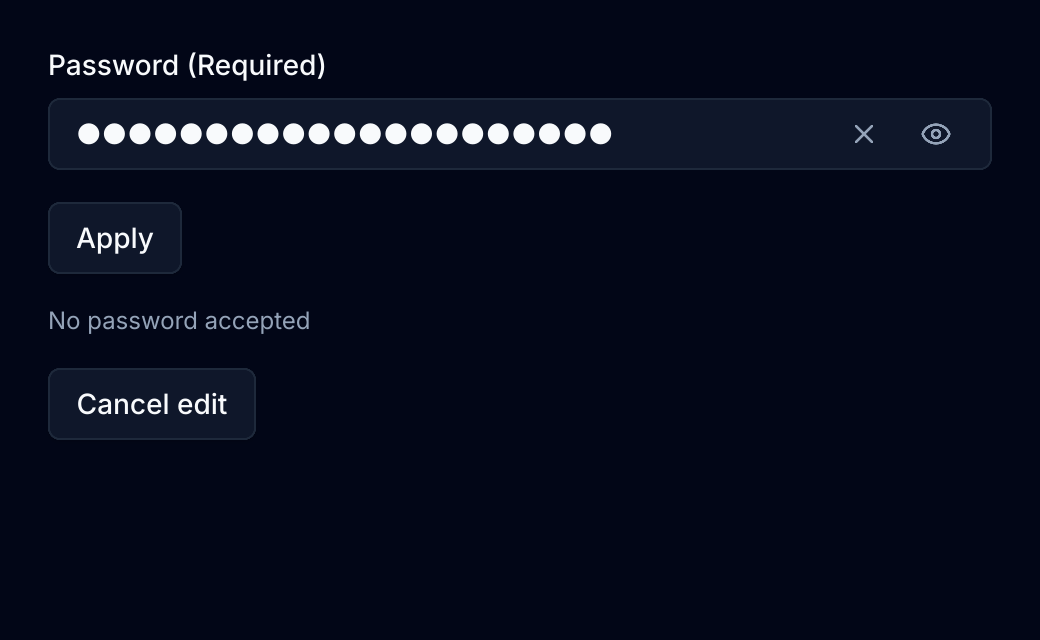 Password (Required)
●●●●●●●●●●●●●●●●●●●●●
Apply
No password accepted
Cancel edit